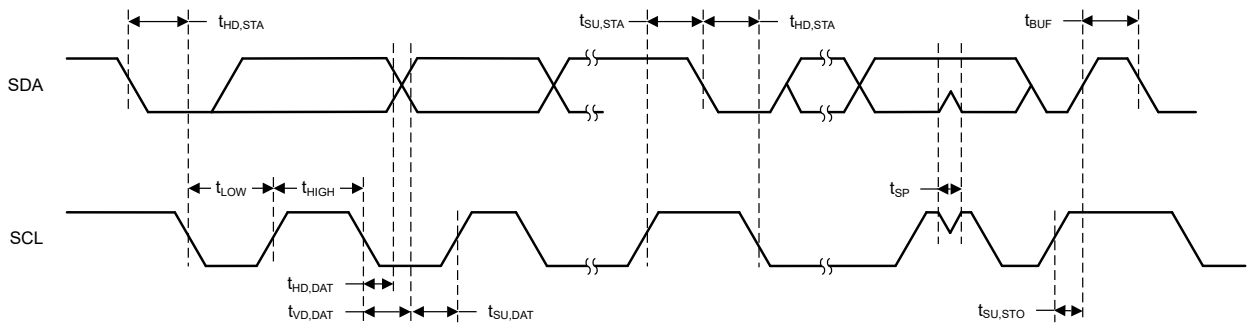 tHD,STA
tSU,STA
tHD,STA
tBUF
SDA
tLOW
tHIGH
tSP
SCL
tHD,DAT
tVD,DAT
tSU,DAT
tSU,STO